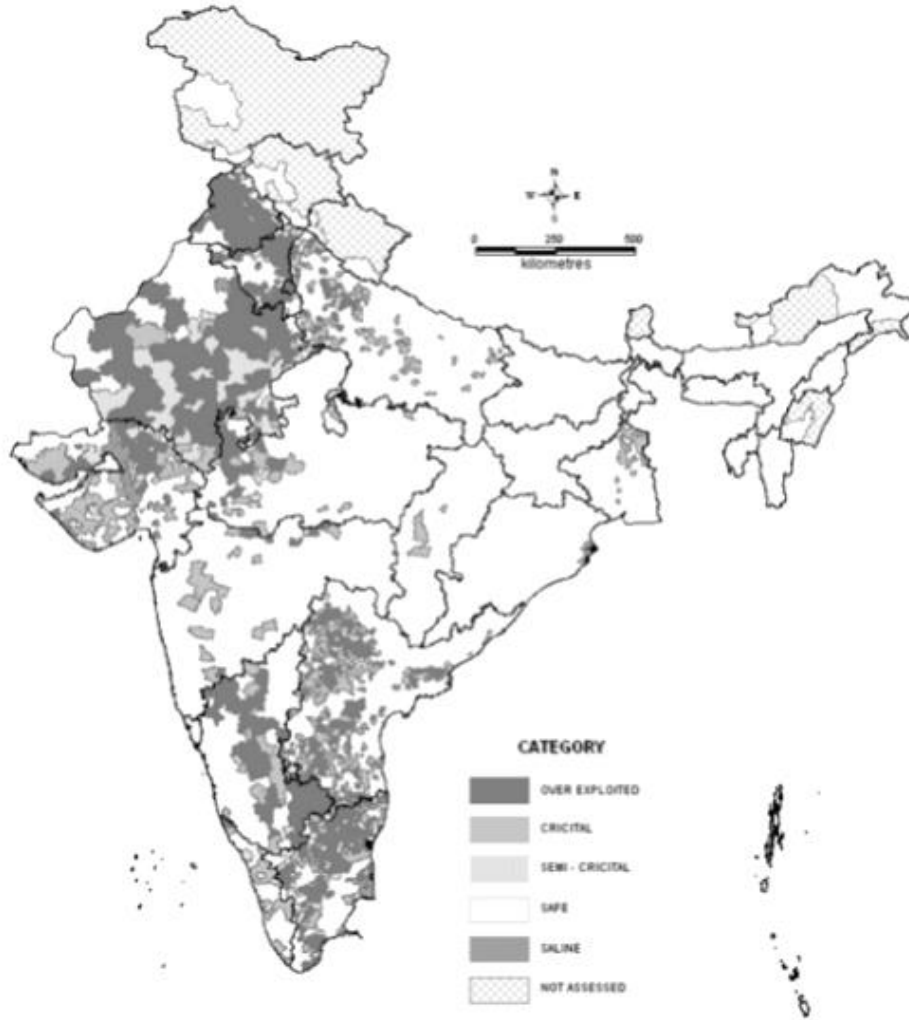 N
W E
S
0 250 500
kilometres
CATEGORY
OVER EXPLOITED
CRICITAL
SEMI - CRICITAL
SAFE
SALINE
NOT ASSESSED